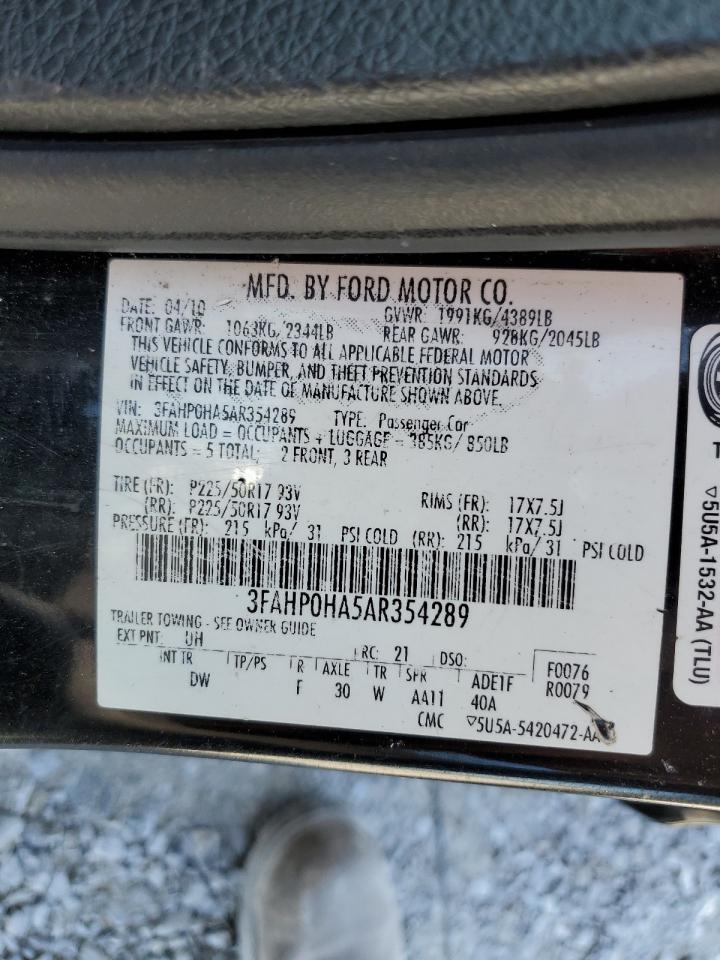 MFD. BY FORD MOTOR CO.
DATE: 04/10 GVWR: 1991KG/4389LB
FRONT GAWR: 1063KG/2344LB REAR GAWR: 928KG/2045LB
THIS VEHICLE CONFORMS TO ALL APPLICABLE FEDERAL MOTOR
VEHICLE SAFETY, BUMPER, AND THEFT PREVENTION STANDARDS
IN EFFECT ON THE DATE OF MANUFACTURE SHOWN ABOVE.
VIN: 3FAHP0HA5AR354289 TYPE: Passenger Car
MAXIMUM LOAD = OCCUPANTS + LUGGAGE = 385KG/ 850LB
OCCUPANTS = 5 TOTAL: 2 FRONT, 3 REAR
TIRE (FR): P225/50R17 93V RIMS (FR): 17X7.5J
(RR): P225/50R17 93V (RR): 17X7.5J
PRESSURE (FR): 215 kPa/ 31 PSI COLD (RR): 215 kPa/31 PSI COLD
3FAHP0HA5AR354289
TRAILER TOWING - SEE OWNER GUIDE
EXT PNT: UH RC: 21 DSO: F0076
INT TR TP/PS R AXLE TR SPR ADE1F R0079
DW F 30 W AA11 40A
CMC ▽5U5A-5420472-AA
▽5U5A-1532-AA (TLU)